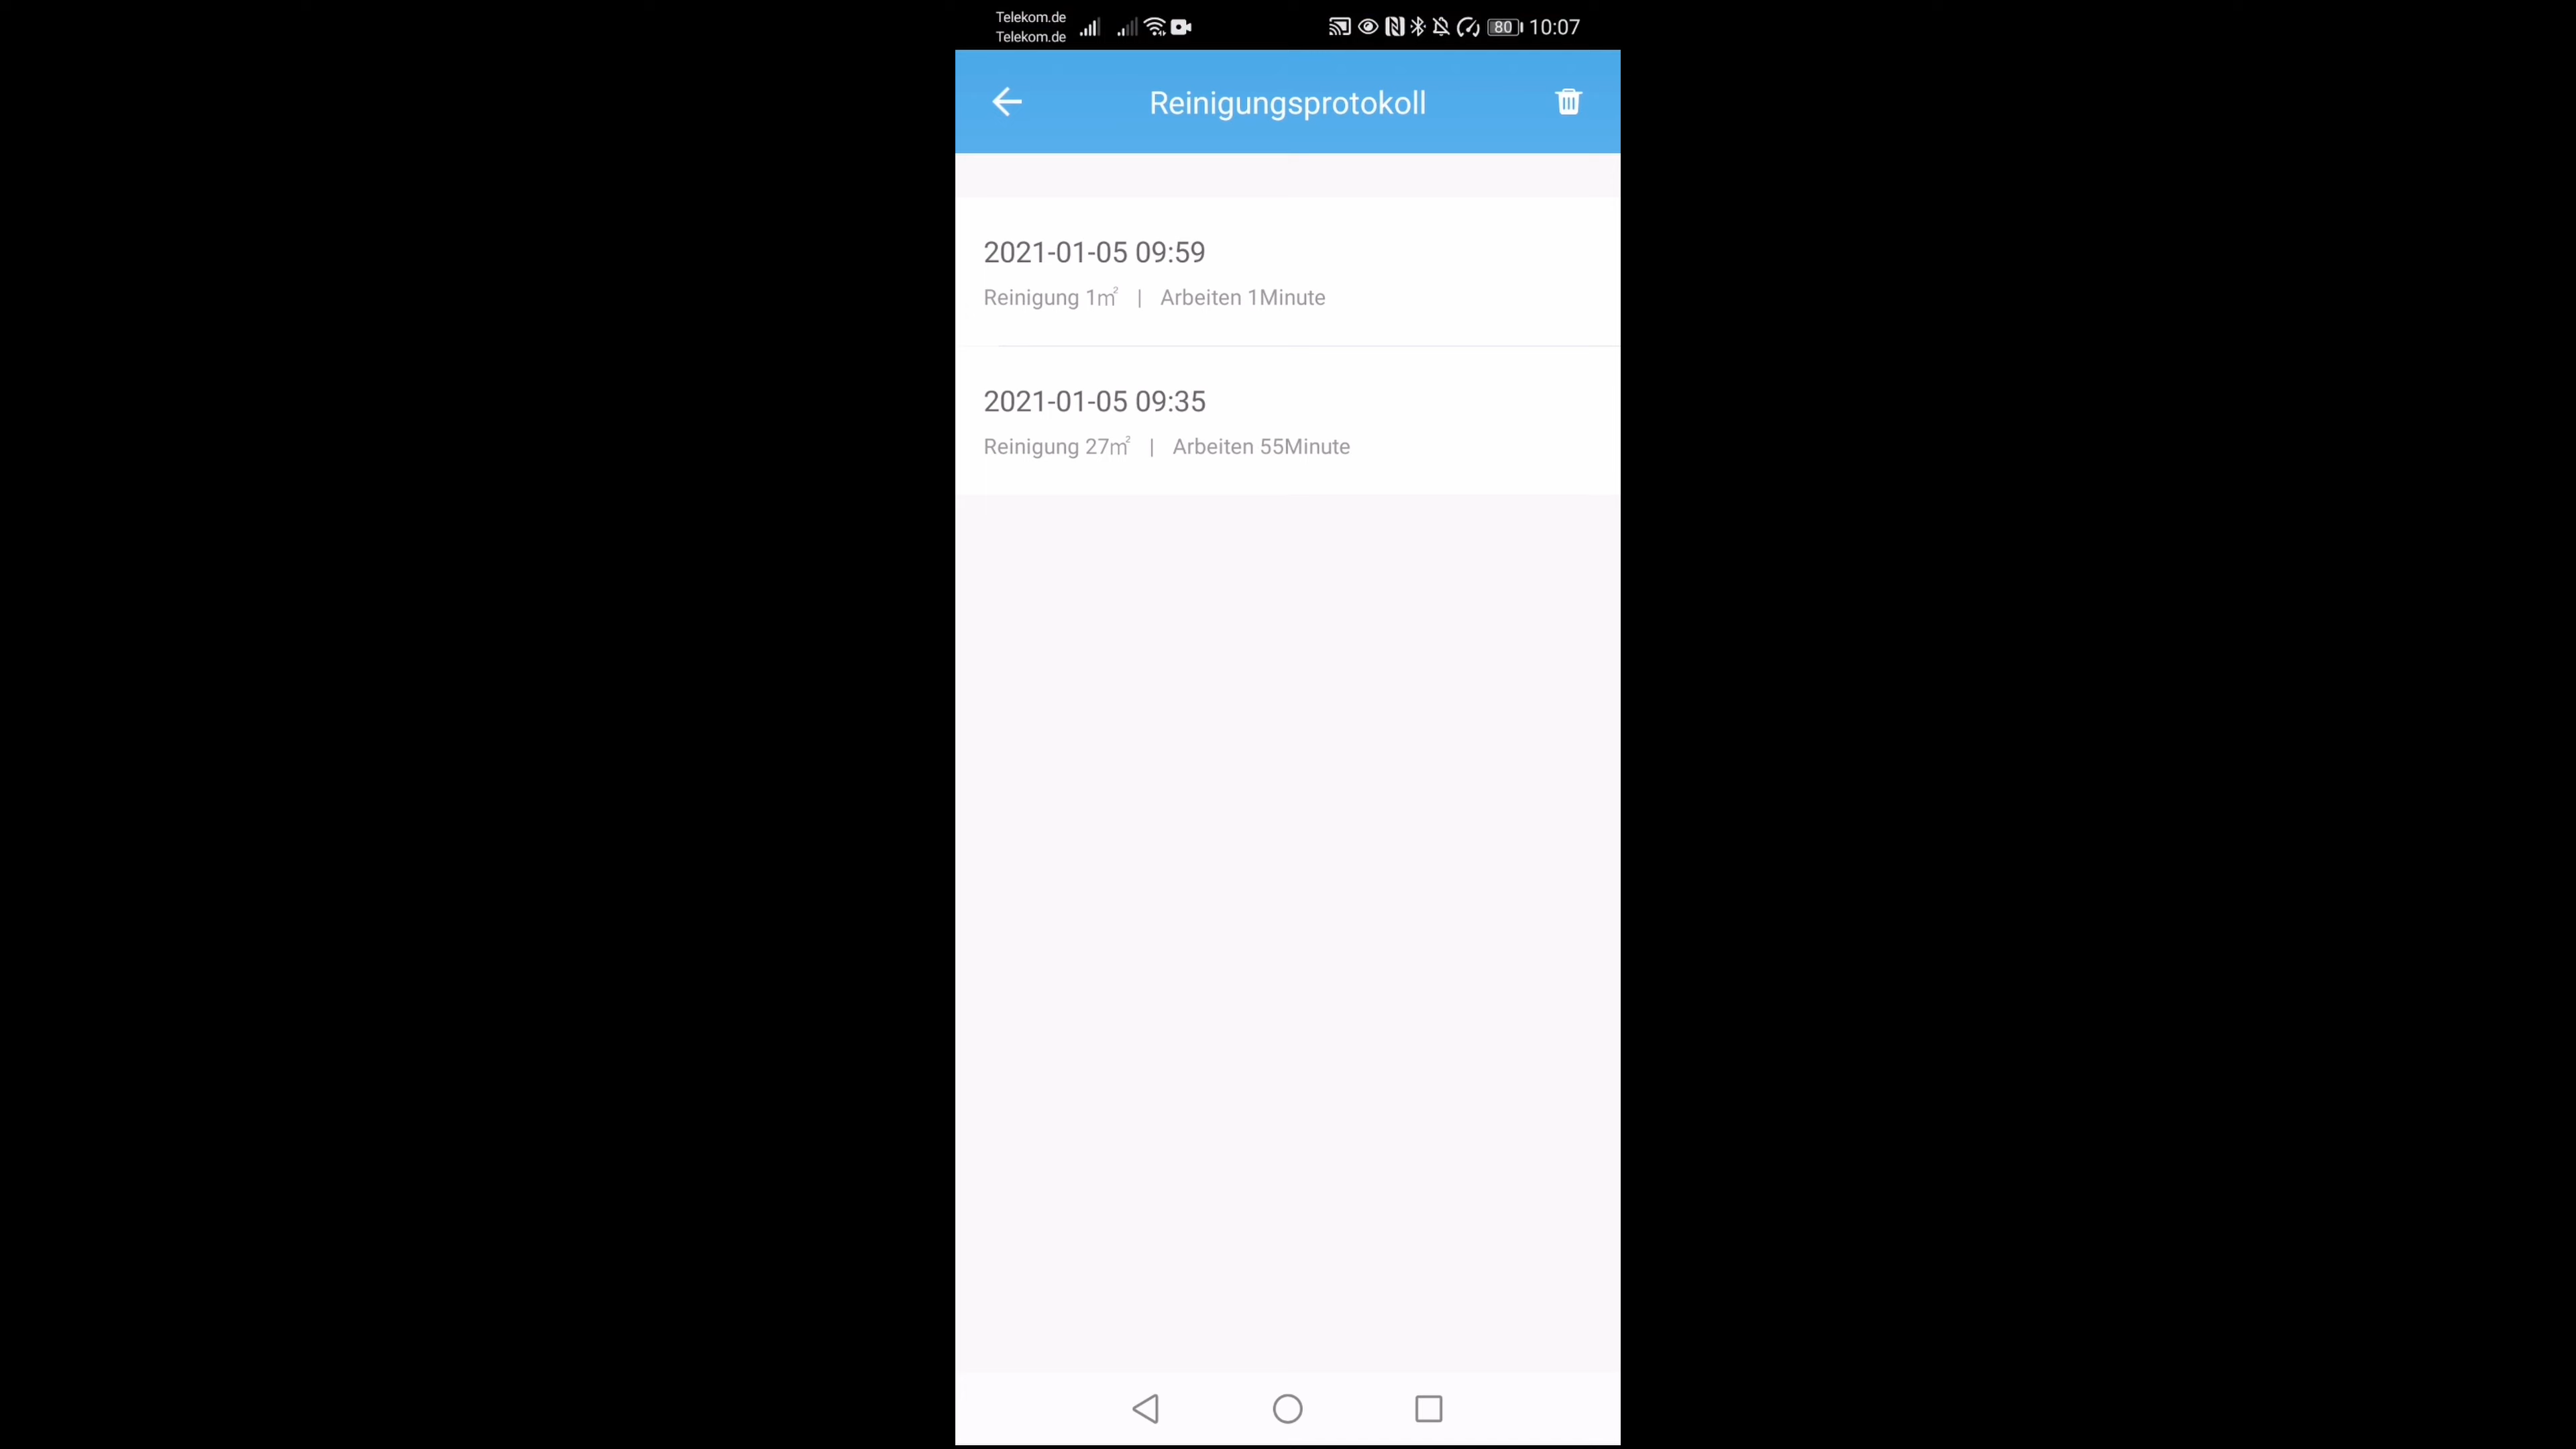 Telekom.de
Telekom.de
80 10:07
Reinigungsprotokoll
2021-01-05 09:59
Reinigung 1㎡ | Arbeiten 1Minute
2021-01-05 09:35
Reinigung 27㎡ | Arbeiten 55Minute